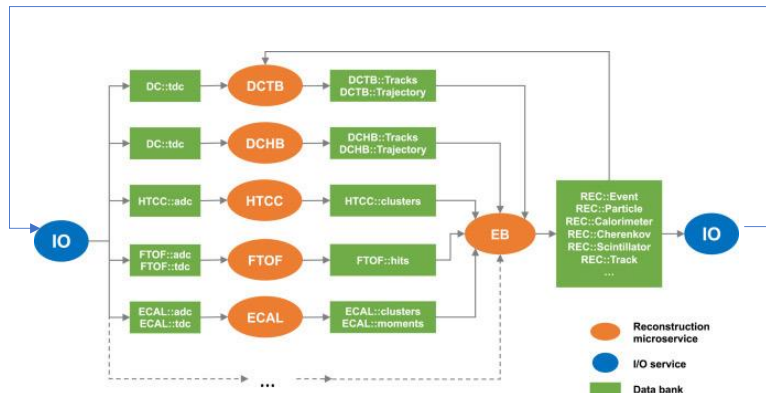 DC::tdc
DCTB
DCTB::Tracks
DCTB::Trajectory
DC::tdc
DCHB
DCHB::Tracks
DCHB::Trajectory
HTCC::adc
HTCC
HTCC::clusters
IO
FTOF::adc
FTOF::tdc
FTOF
FTOF::hits
EB
REC::Event
REC::Particle
REC::Calorimeter
REC::Cherenkov
REC::Scintillator
REC::Track
...
IO
ECAL::adc
ECAL::tdc
ECAL
ECAL::clusters
ECAL::moments
...
Reconstruction
microservice
I/O service
Data bank